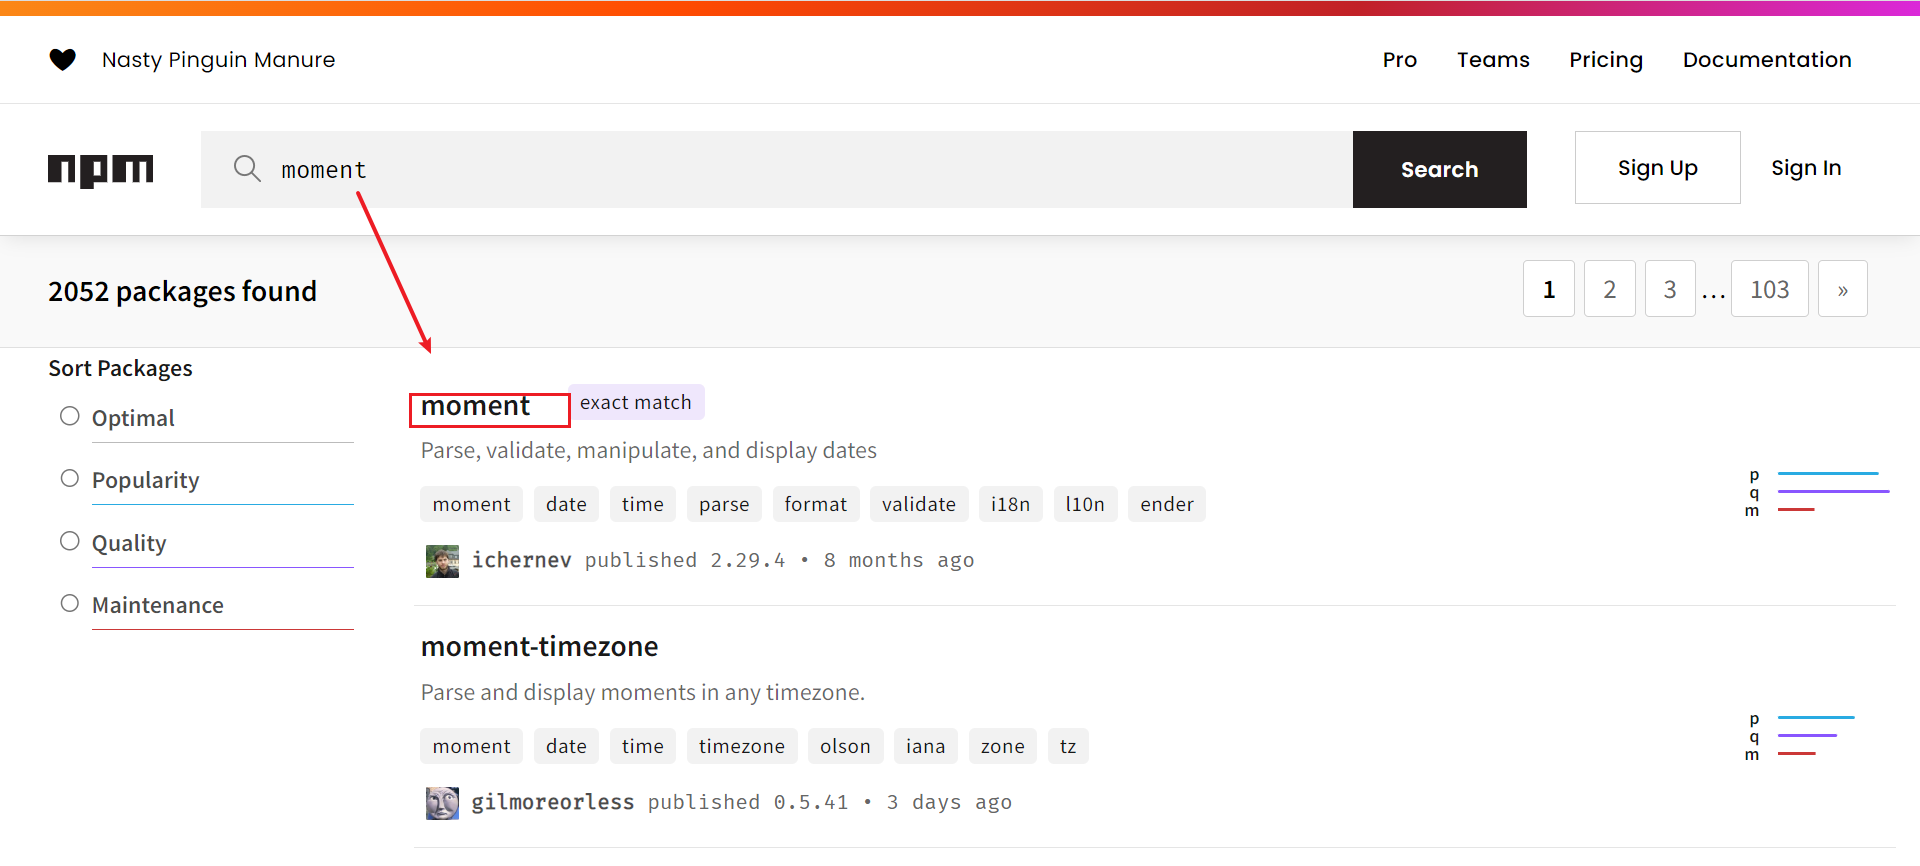 Nasty Pinguin Manure Pro Teams Pricing Documentation
npm moment Search Sign Up Sign In
2052 packages found 1 2 3 ... 103 »
Sort Packages
Optimal
Popularity
Quality
Maintenance
moment exact match
Parse, validate, manipulate, and display dates
moment date time parse format validate i18n l10n ender
p
q
m
ichernev published 2.29.4 • 8 months ago
moment-timezone
Parse and display moments in any timezone.
moment date time timezone olson iana zone tz
p
q
m
gilmoreorless published 0.5.41 • 3 days ago